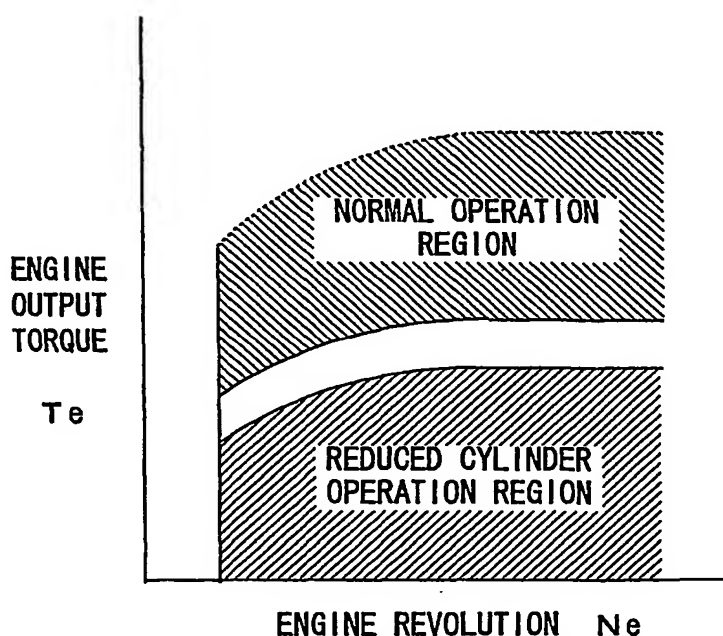 NORMAL OPERATION
REGION
ENGINE
OUTPUT
TORQUE
Te
REDUCED CYLINDER
OPERATION REGION
ENGINE REVOLUTION Ne